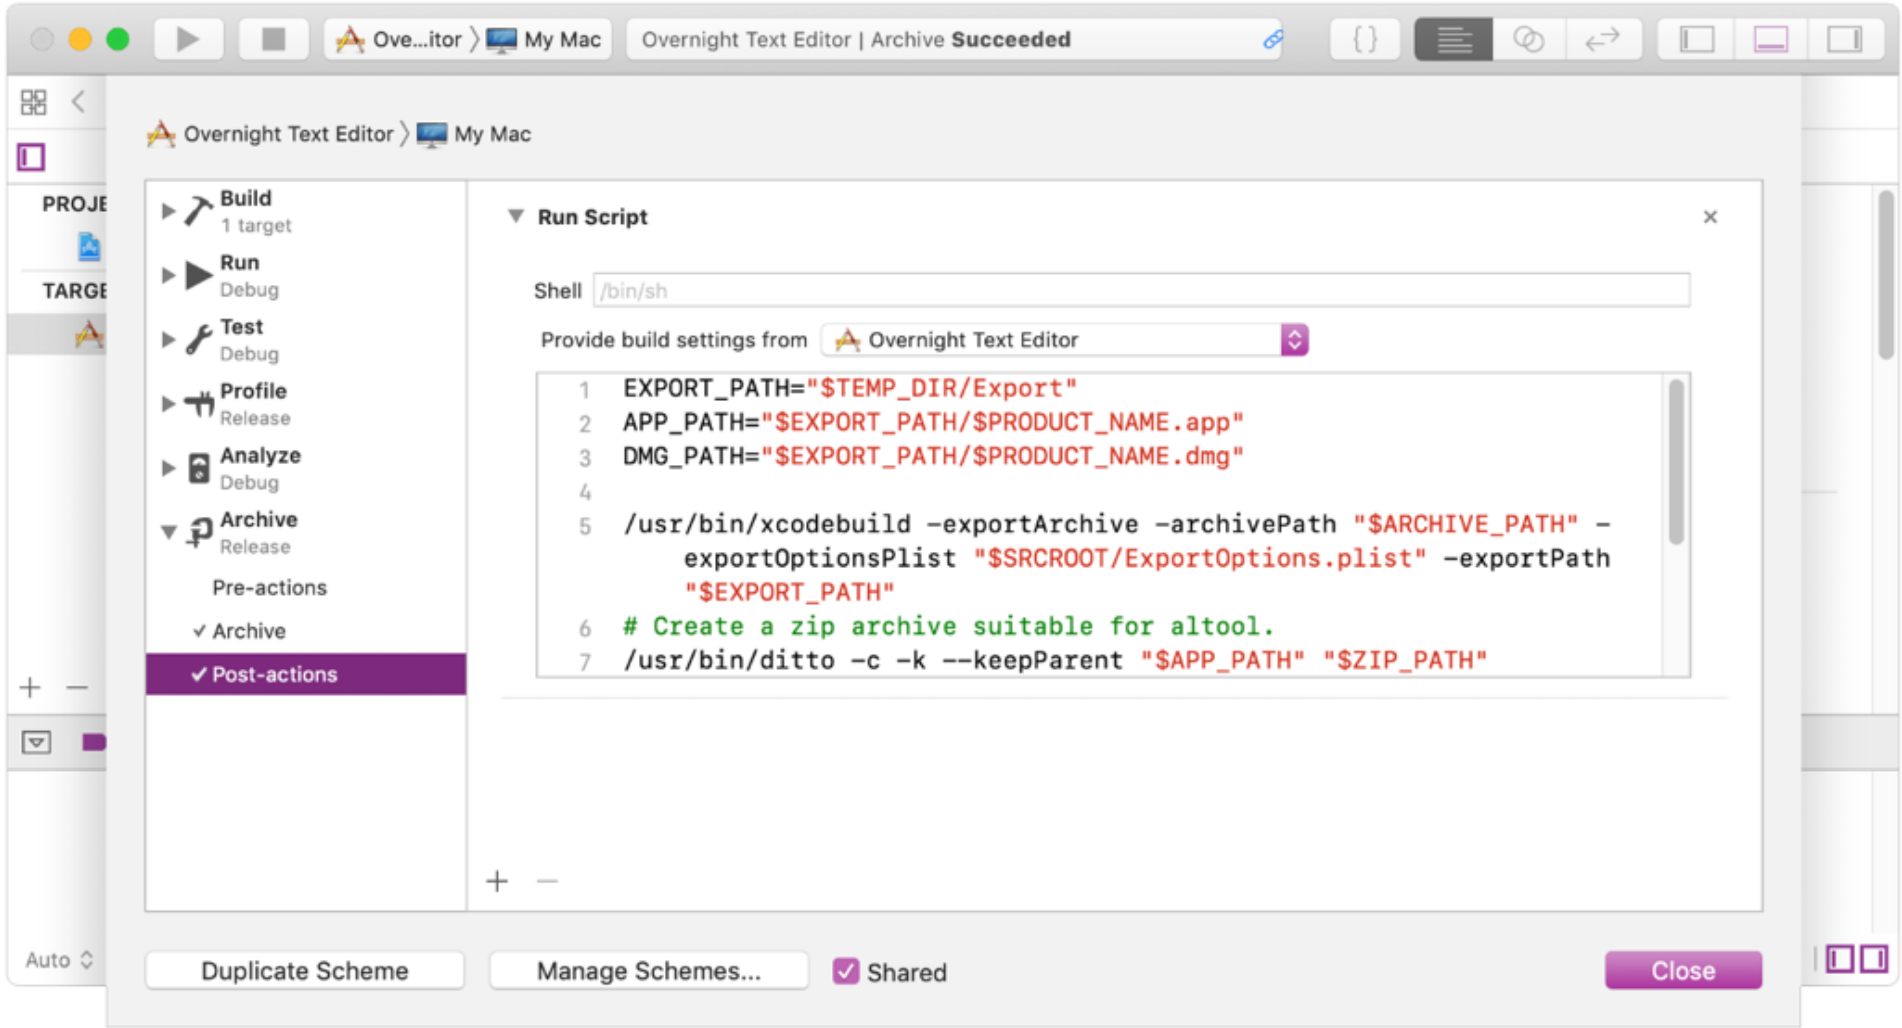 Ove...itor
My Mac
Overnight Text Editor | Archive Succeeded
{}
Overnight Text Editor
My Mac
PROJE
TARGE
Build
1 target
Run
Debug
Test
Debug
Profile
Release
Analyze
Debug
Archive
Release
Pre-actions
Archive
Post-actions
Run Script
Shell /bin/sh
Provide build settings from Overnight Text Editor
1 EXPORT_PATH="$TEMP_DIR/Export"
2 APP_PATH="$EXPORT_PATH/$PRODUCT_NAME.app"
3 DMG_PATH="$EXPORT_PATH/$PRODUCT_NAME.dmg"
4
5 /usr/bin/xcodebuild -exportArchive -archivePath "$ARCHIVE_PATH" -
exportOptionsPlist "$SRCROOT/ExportOptions.plist" -exportPath
"$EXPORT_PATH"
6 # Create a zip archive suitable for altool.
7 /usr/bin/ditto -c -k --keepParent "$APP_PATH" "$ZIP_PATH"
Auto
Duplicate Scheme
Manage Schemes...
Shared
Close